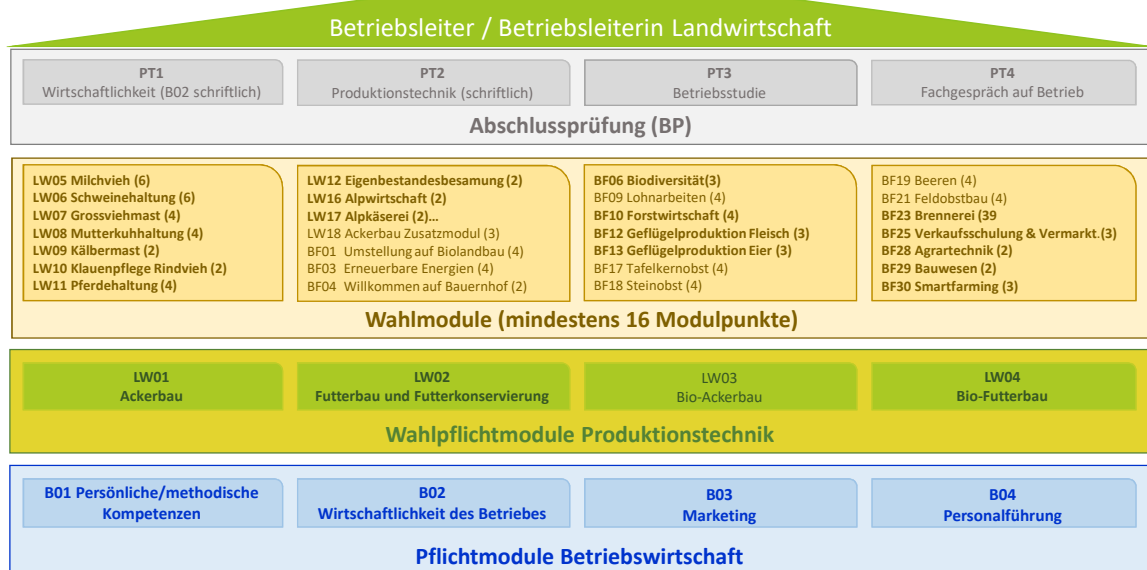 Betriebsleiter / Betriebsleiterin Landwirtschaft
PT1
Wirtschaftlichkeit (B02 schriftlich)
PT2
Produktionstechnik (schriftlich)
PT3
Betriebsstudie
PT4
Fachgespräch auf Betrieb
Abschlussprüfung (BP)
LW05 Milchvieh (6)
LW06 Schweinehaltung (6)
LW07 Grossviehmast (4)
LW08 Mutterkuhhaltung (4)
LW09 Kälbermast (2)
LW10 Klauenpflege Rindvieh (2)
LW11 Pferdehaltung (4)
LW12 Eigenbestandesbesamung (2)
LW16 Alpwirtschaft (2)
LW17 Alpkäserei (2)...
LW18 Ackerbau Zusatzmodul (3)
BF01 Umstellung auf Biolandbau (4)
BF03 Erneuerbare Energien (4)
BF04 Willkommen auf Bauernhof (2)
BF06 Biodiversität(3)
BF09 Lohnarbeiten (4)
BF10 Forstwirtschaft (4)
BF12 Geflügelproduktion Fleisch (3)
BF13 Geflügelproduktion Eier (3)
BF17 Tafelkernobst (4)
BF18 Steinobst (4)
BF19 Beeren (4)
BF21 Feldobstbau (4)
BF23 Brennerei (39
BF25 Verkaufsschulung & Vermarkt.(3)
BF28 Agrartechnik (2)
BF29 Bauwesen (2)
BF30 Smartfarming (3)
Wahlmodule (mindestens 16 Modulpunkte)
LW01
Ackerbau
LW02
Futterbau und Futterkonservierung
LW03
Bio-Ackerbau
LW04
Bio-Futterbau
Wahlpflichtmodule Produktionstechnik
B01 Persönliche/methodische
Kompetenzen
B02
Wirtschaftlichkeit des Betriebes
B03
Marketing
B04
Personalführung
Pflichtmodule Betriebswirtschaft